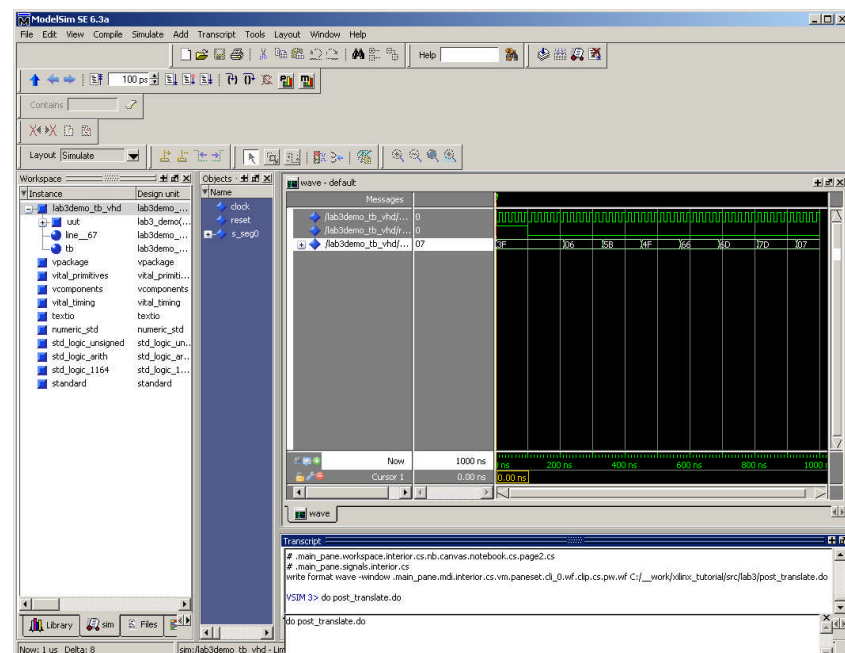 ModelSim SE 6.3a
File Edit View Compile Simulate Add Transcript Tools Layout Window Help
Help
100 ps
Contains
Layout Simulate
Workspace
Instance Design unit
lab3demo_tb_vhd lab3demo_...
uut lab3_demo(...
line__67 lab3demo_...
tb lab3demo_...
vpackage vpackage
vital_primitives vital_primiti...
vcomponents vcomponents
vital_timing vital_timing
textio textio
numeric_std numeric_std
std_logic_unsigned std_logic_un...
std_logic_arith std_logic_ar...
std_logic_1164 std_logic_1...
standard standard
Library sim Files
Objects
Name
clock
reset
s_seg0
wave - default
Messages
/lab3demo_tb_vhd/... 0
/lab3demo_tb_vhd/r... 0
/lab3demo_tb_vhd/... 07 3F 06 5B 4F 66 6D 7D 07
Now 1000 ns ns 200 ns 400 ns 600 ns 800 ns 1000
Cursor 1 0.00 ns 0.00 ns
wave
Transcript
# .main_pane.workspace.interior.cs.nb.canvas.notebook.cs.page2.cs
# .main_pane.signals.interior.cs
write format wave -window .main_pane.mdi.interior.cs.vm.paneset.cli_0.wf.clip.cs.pw.wf C:/__work/xilinx_tutorial/src/lab3/post_translate.do
VSIM 3> do post_translate.do
do post_translate.do
Now: 1 us Delta: 8 sim:/lab3demo_tb_vhd - Lim